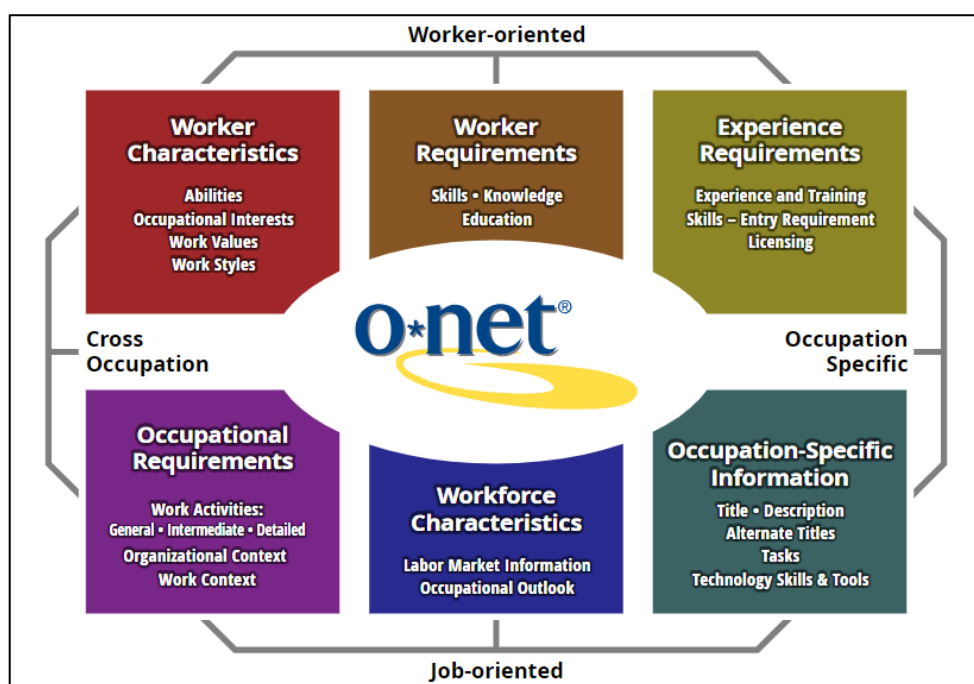 Worker-oriented
Worker
Characteristics
Abilities
Occupational Interests
Work Values
Work Styles
Worker
Requirements
Skills • Knowledge
Education
Experience
Requirements
Experience and Training
Skills – Entry Requirement
Licensing
Cross
Occupation
o*net®
Occupation
Specific
Occupational
Requirements
Work Activities:
General • Intermediate • Detailed
Organizational Context
Work Context
Workforce
Characteristics
Labor Market Information
Occupational Outlook
Occupation-Specific
Information
Title • Description
Alternate Titles
Tasks
Technology Skills & Tools
Job-oriented